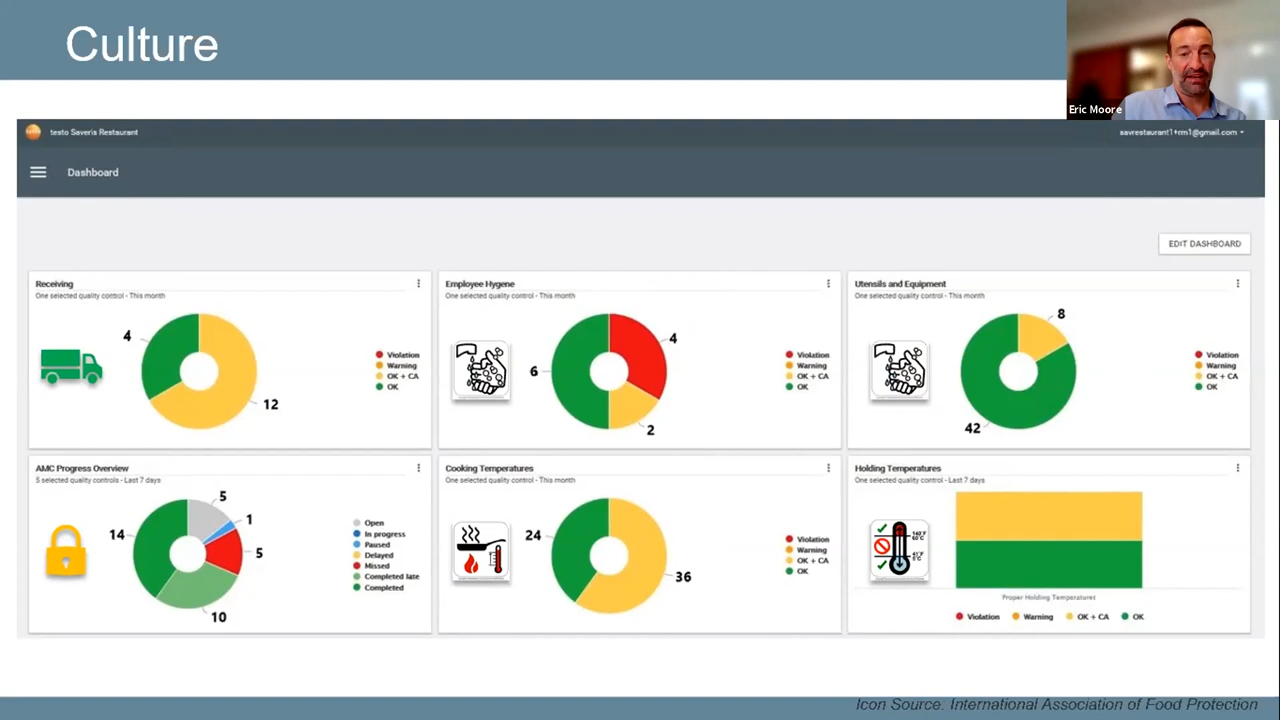 Culture
Eric Moore
testo Saveris Restaurant
savrestaurant1+rm1@gmail.com
Dashboard
EDIT DASHBOARD
Receiving
One selected quality control - This month
4
12
Violation
Warning
OK + CA
OK
Employee Hygene
One selected quality control - This month
6
4
2
Violation
Warning
OK + CA
OK
Utensils and Equipment
One selected quality control - This month
8
42
Violation
Warning
OK + CA
OK
AMC Progress Overview
5 selected quality controls - Last 7 days
14
5
1
5
10
Open
In progress
Paused
Delayed
Missed
Completed late
Completed
Cooking Temperatures
One selected quality control - This month
24
36
Violation
Warning
OK + CA
OK
Holding Temperatures
One selected quality control - Last 7 days
Proper Holding Temperatures
Violation
Warning
OK + CA
OK
Icon Source. International Association of Food Protection